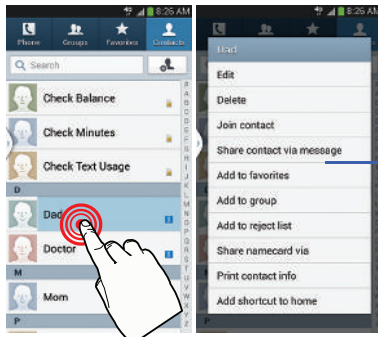 8:26 AM
Phone Groups Favorites Contacts
Search
Check Balance
Check Minutes
Check Text Usage
D
Dad
Doctor
M
Mom
P
8:26 AM
Dad
Edit
Delete
Join contact
Share contact via message
Add to favorites
Add to group
Add to reject list
Share namecard via
Print contact info
Add shortcut to home